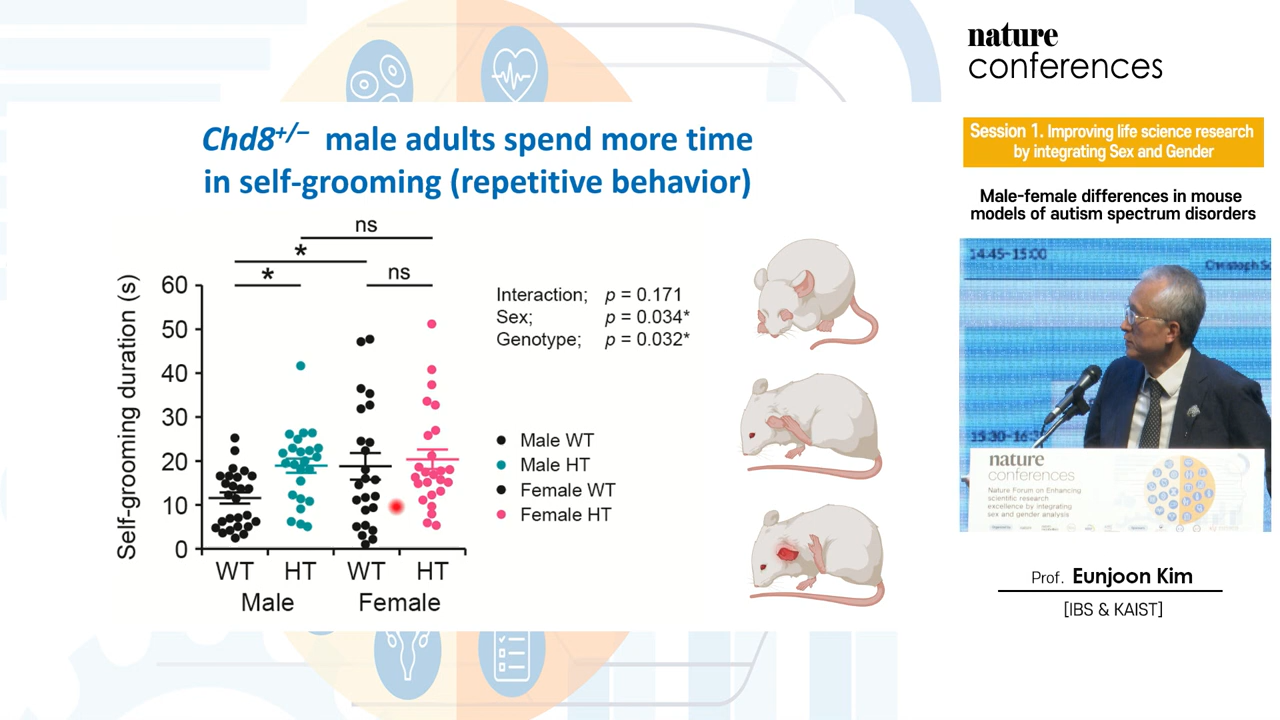 nature
conferences
Session 1. Improving life science research
by integrating Sex and Gender
Male-female differences in mouse
models of autism spectrum disorders
Chd8+/– male adults spend more time
in self-grooming (repetitive behavior)
ns
*
*
ns
Self-grooming duration (s)
60
50
40
30
20
10
0
WT HT WT HT
Male Female
Interaction; p = 0.171
Sex; p = 0.034*
Genotype; p = 0.032*
Male WT
Male HT
Female WT
Female HT
14:45-15:00
15:30-16:3
nature
conferences
Nature Forum on Enhancing
scientific research
excellence by integrating
sex and gender analysis
Prof. Eunjoon Kim
[IBS & KAIST]